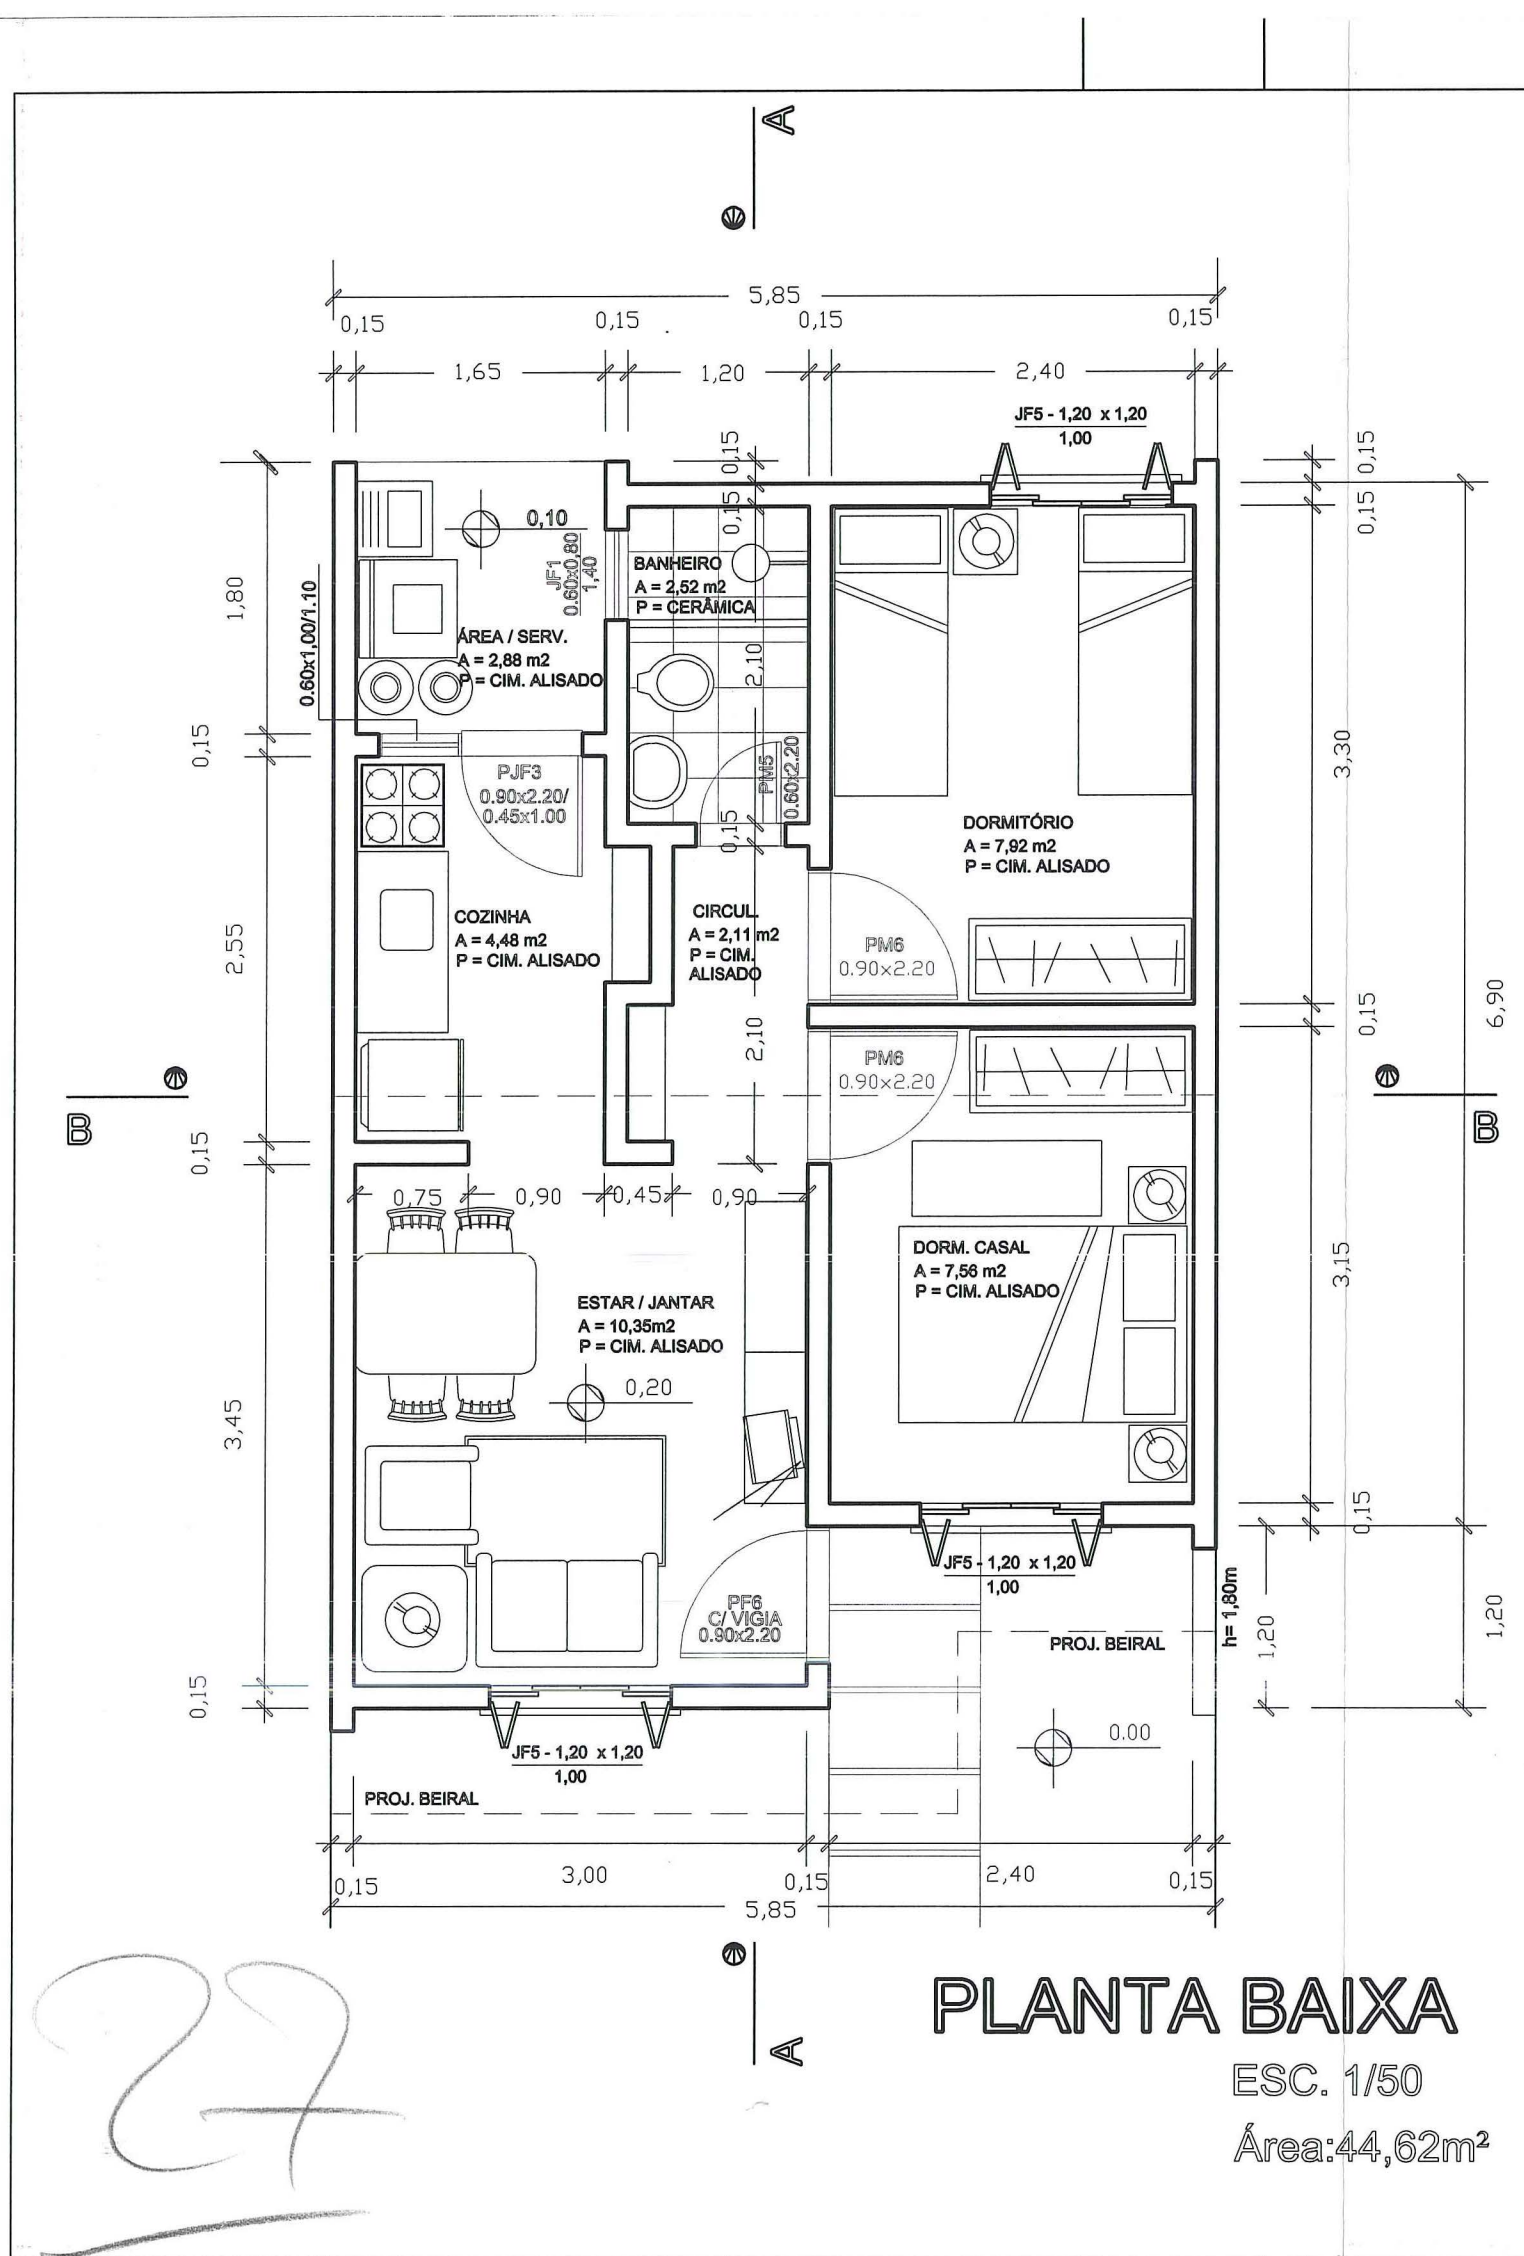 A
5,85
0,15 0,15 0,15 0,15
1,65 1,20 2,40
JF5 - 1,20 x 1,20
1,00
0,15
0,15
0,15
0,15
0,10
JF1
0.60x0,80
1,40
BANHEIRO
A = 2,52 m2
P = CERÂMICA
1,80
0.60x1,00/1.10
ÁREA / SERV.
A = 2,88 m2
P = CIM. ALISADO
2,10
0,15
PJF3
0.90x2.20/
0.45x1.00
PM5
0.60x2.20
3,30
0,15
DORMITÓRIO
A = 7,92 m2
P = CIM. ALISADO
COZINHA
A = 4,48 m2
P = CIM. ALISADO
CIRCUL.
A = 2,11 m2
P = CIM.
ALISADO
2,55
PM6
0.90x2.20
2,10
0,15
6,90
PM6
0.90x2.20
B
B
0,15
0,75 0,90 0,45 0,90
DORM. CASAL
A = 7,56 m2
P = CIM. ALISADO
3,15
ESTAR / JANTAR
A = 10,35m2
P = CIM. ALISADO
0,20
3,45
0,15
JF5 - 1,20 x 1,20
1,00
PF6
C/ VIGIA
0.90x2.20
PROJ. BEIRAL
h= 1,80m
1,20
1,20
0,15
0.00
JF5 - 1,20 x 1,20
1,00
PROJ. BEIRAL
0,15 3,00 0,15 2,40 0,15
5,85
A
PLANTA BAIXA
ESC. 1/50
Área:44,62m²
27